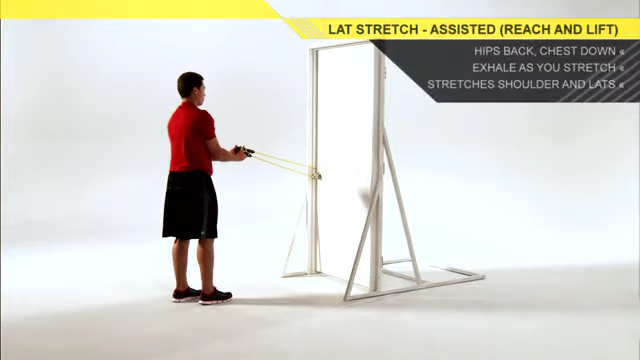 LAT STRETCH - ASSISTED (REACH AND LIFT)
HIPS BACK, CHEST DOWN «
EXHALE AS YOU STRETCH «
STRETCHES SHOULDER AND LATS «